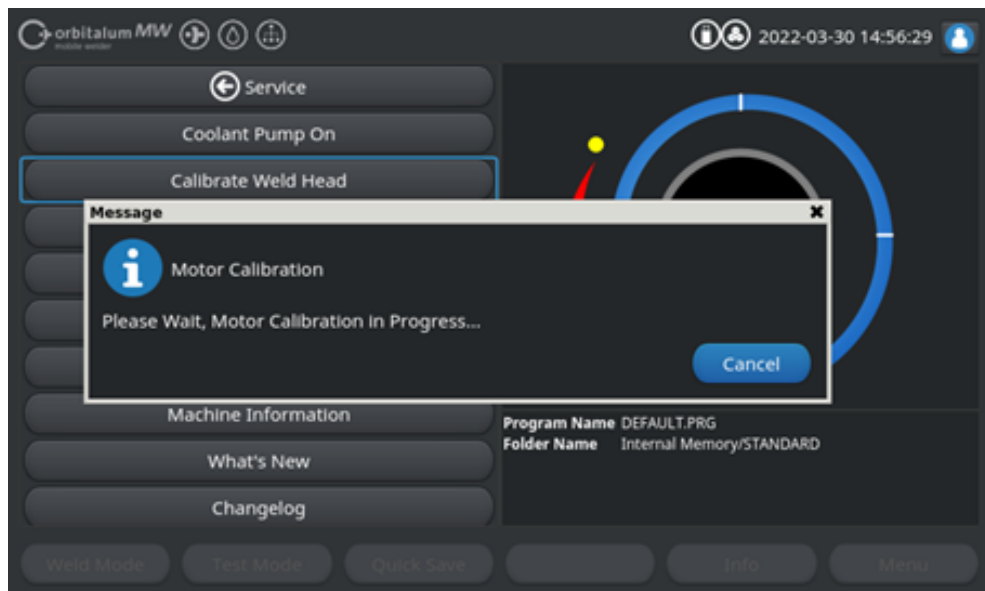 orbitalum MW
mobile welder
2022-03-30 14:56:29
Service
Coolant Pump On
Calibrate Weld Head
Message
Motor Calibration
Please Wait, Motor Calibration in Progress...
Cancel
Machine Information
What's New
Changelog
Program Name DEFAULT.PRG
Folder Name Internal Memory/STANDARD
Weld Mode Test Mode Quick Save Info Menu